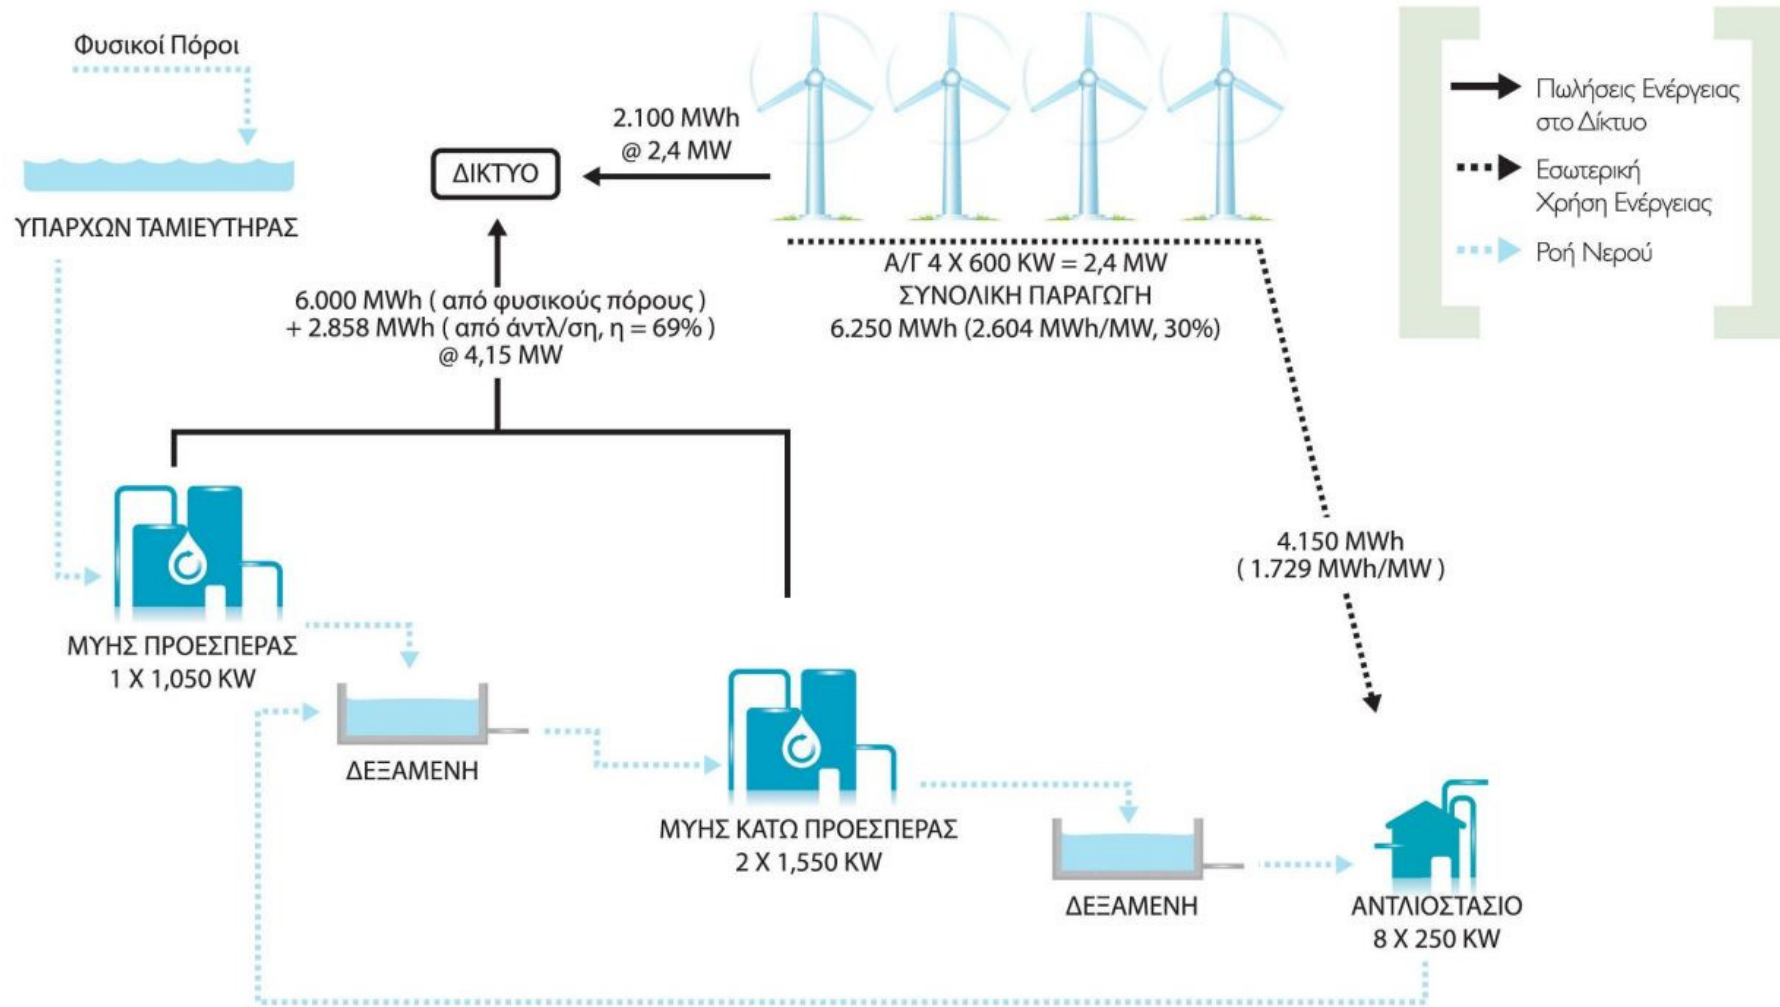 Φυσικοί Πόροι
ΥΠΑΡΧΩΝ ΤΑΜΙΕΥΤΗΡΑΣ
ΔΙΚΤΥΟ
2.100 MWh
@ 2,4 MW
Α/Γ 4 X 600 KW = 2,4 MW
ΣΥΝΟΛΙΚΗ ΠΑΡΑΓΩΓΗ
6.250 MWh (2.604 MWh/MW, 30%)
Πωλήσεις Ενέργειας
στο Δίκτυο
Εσωτερική
Χρήση Ενέργειας
Ροή Νερού
6.000 MWh ( από φυσικούς πόρους )
+ 2.858 MWh ( από άντλ/ση, η = 69% )
@ 4,15 MW
4.150 MWh
( 1.729 MWh/MW )
ΜΥΗΣ ΠΡΟΕΣΠΕΡΑΣ
1 X 1,050 KW
ΔΕΞΑΜΕΝΗ
ΜΥΗΣ ΚΑΤΩ ΠΡΟΕΣΠΕΡΑΣ
2 X 1,550 KW
ΔΕΞΑΜΕΝΗ
ΑΝΤΛΙΟΣΤΑΣΙΟ
8 X 250 KW